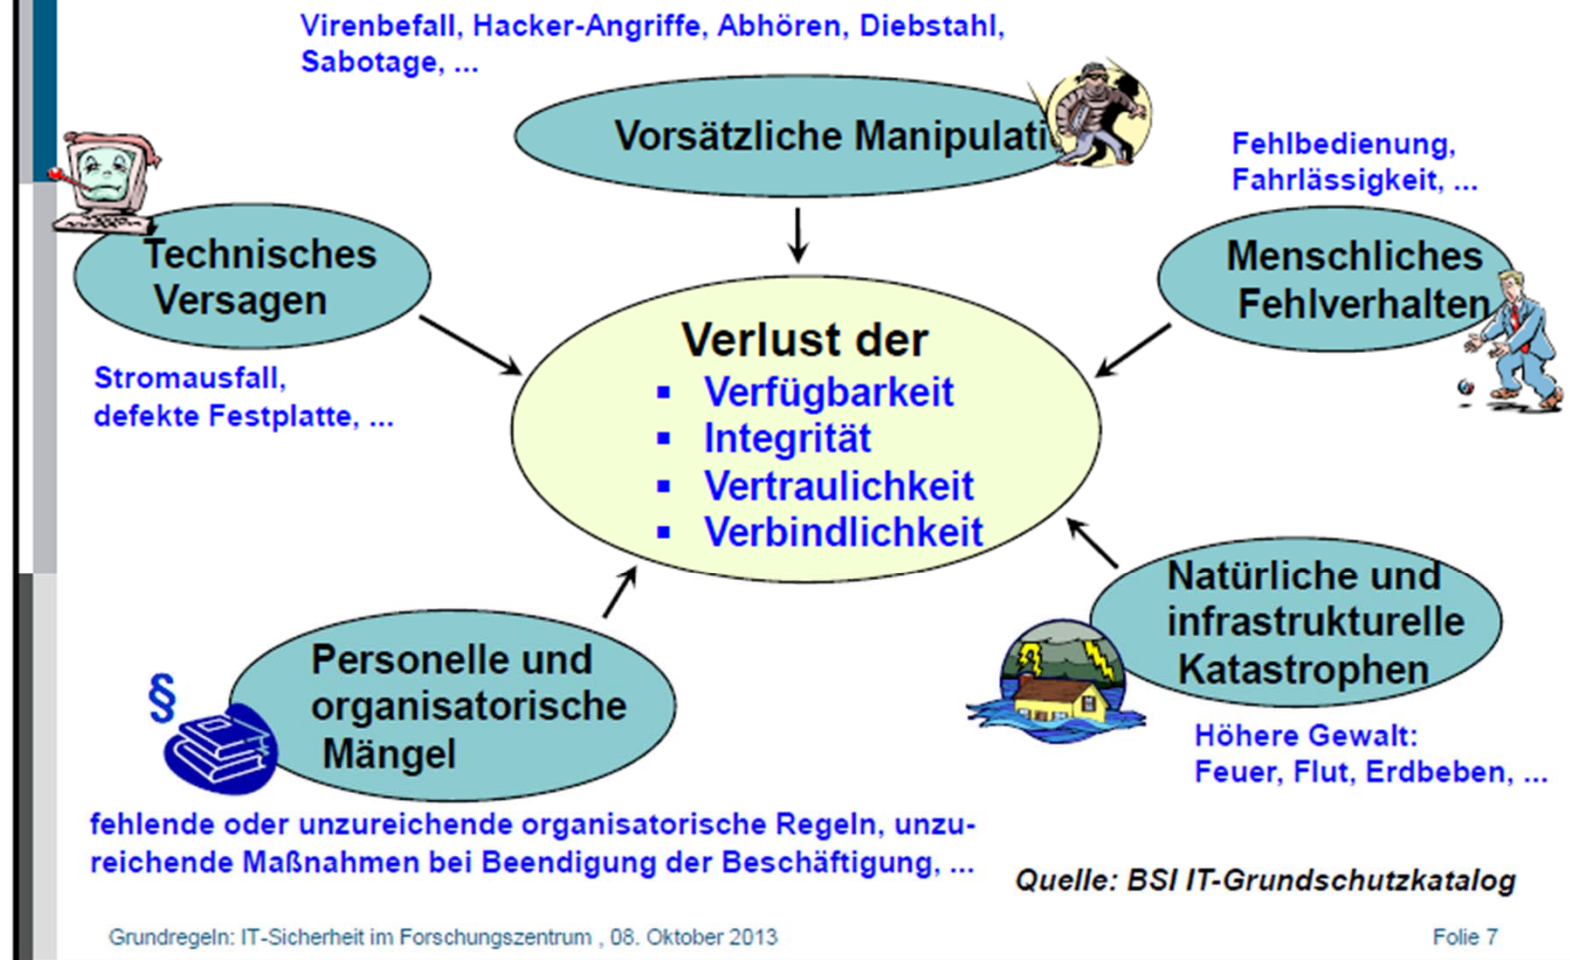 Virenbefall, Hacker-Angriffe, Abhören, Diebstahl,
Sabotage, ...
Vorsätzliche Manipulati
Fehlbedienung,
Fahrlässigkeit, ...
Technisches
Versagen
Menschliches
Fehlverhalten
Stromausfall,
defekte Festplatte, ...
Verlust der
▪ Verfügbarkeit
▪ Integrität
▪ Vertraulichkeit
▪ Verbindlichkeit
Natürliche und
infrastrukturelle
Katastrophen
Höhere Gewalt:
Feuer, Flut, Erdbeben, ...
§
Personelle und
organisatorische
Mängel
fehlende oder unzureichende organisatorische Regeln, unzu-
reichende Maßnahmen bei Beendigung der Beschäftigung, ...
Quelle: BSI IT-Grundschutzkatalog
Grundregeln: IT-Sicherheit im Forschungszentrum , 08. Oktober 2013
Folie 7